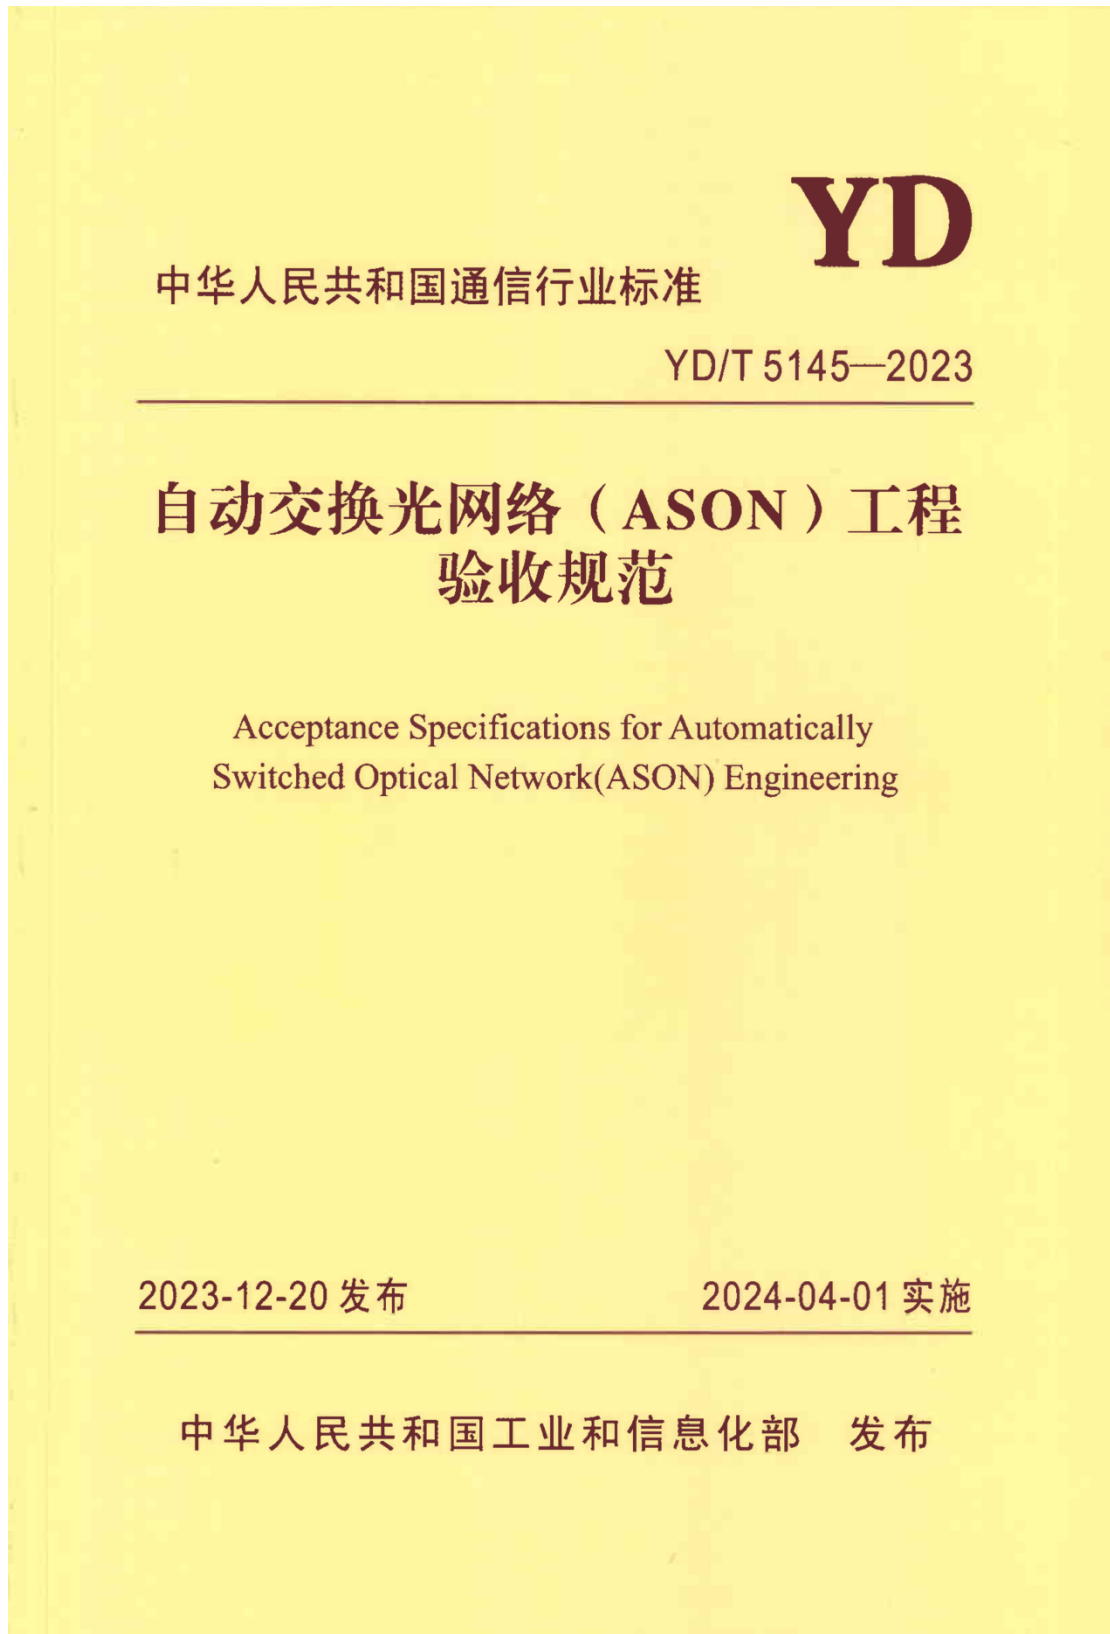 YD
中华人民共和国通信行业标准
YD/T 5145—2023
自动交换光网络（ASON）工程
验收规范
Acceptance Specifications for Automatically
Switched Optical Network(ASON) Engineering
2023-12-20 发布
2024-04-01 实施
中华人民共和国工业和信息化部 发布